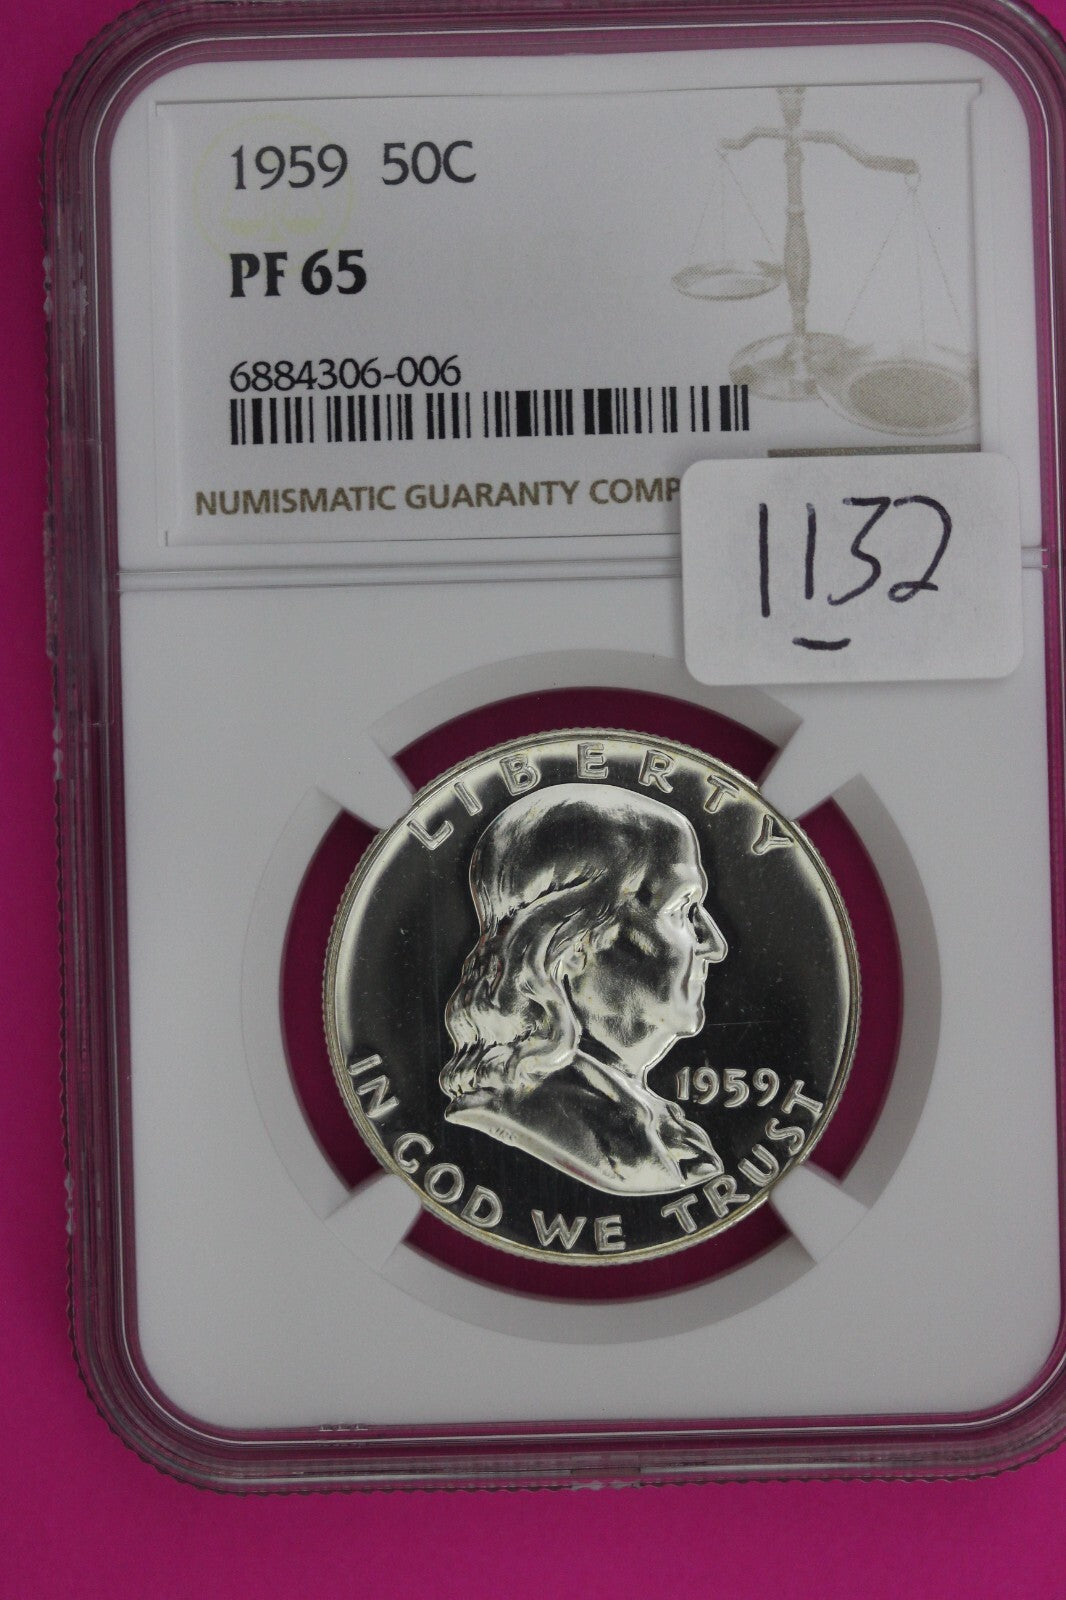 1959 50C
PF 65
6884306-006
NUMISMATIC GUARANTY COMP
1132
LIBERTY
1959
IN GOD WE TRUST